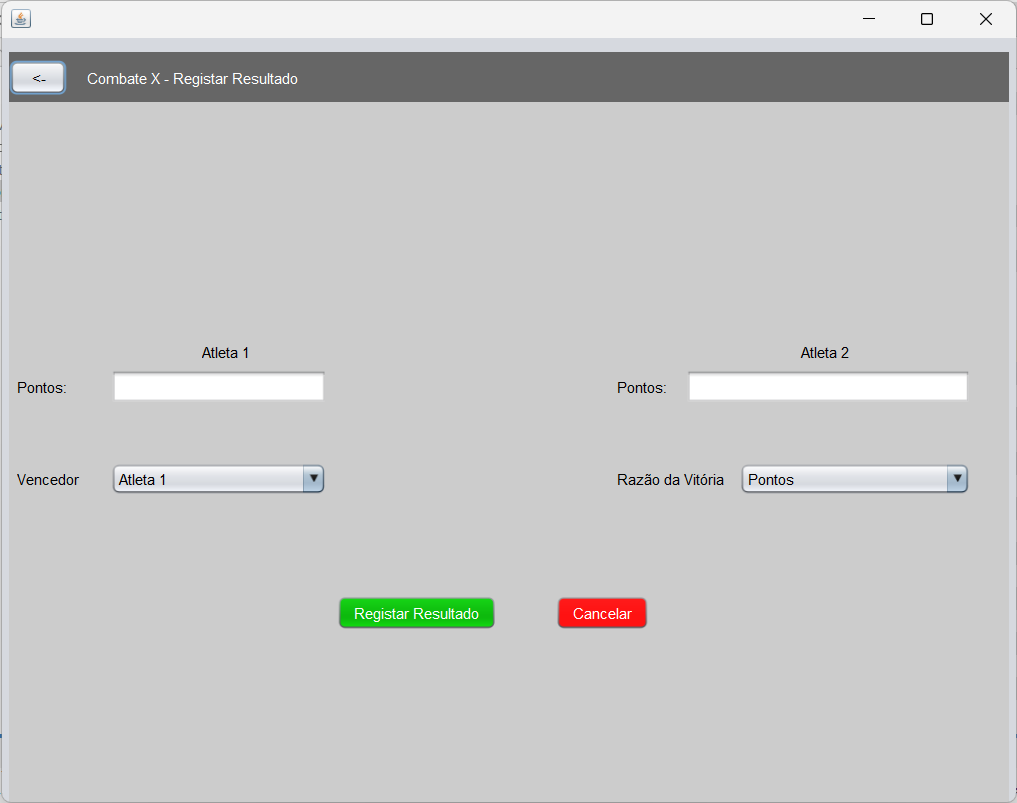 <- Combate X - Registar Resultado
Atleta 1 Atleta 2
Pontos: Pontos:
Vencedor Atleta 1 Razão da Vitória Pontos
Registar Resultado Cancelar